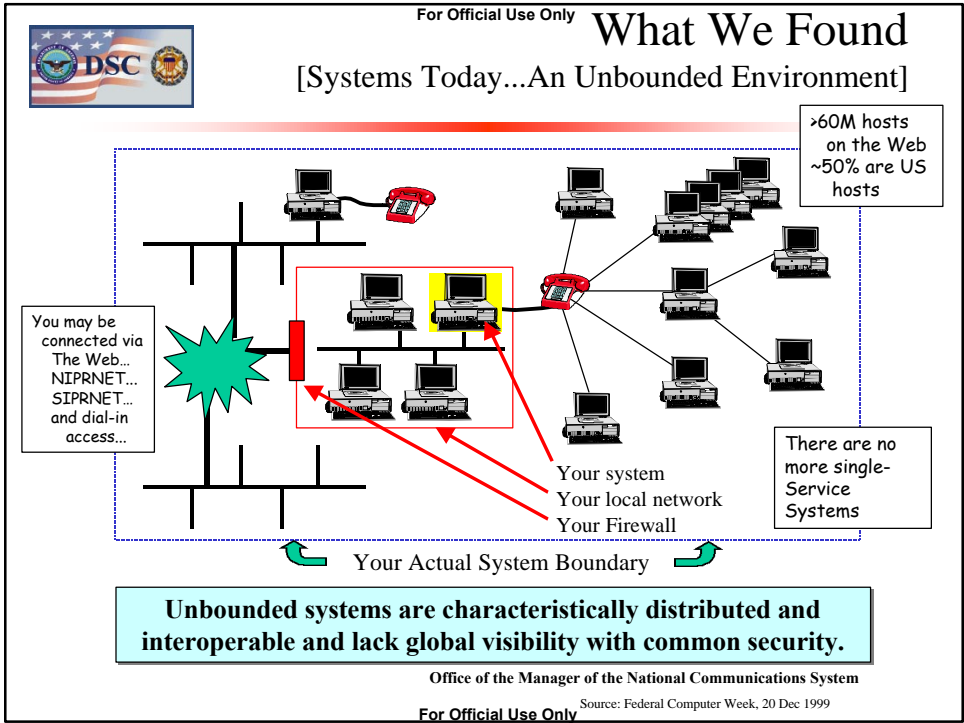 For Official Use Only
What We Found
DSC
[Systems Today...An Unbounded Environment]
>60M hosts
on the Web
~50% are US
hosts
You may be
connected via
The Web...
NIPRNET...
SIPRNET...
and dial-in
access...
There are no
more single-
Service
Systems
Your system
Your local network
Your Firewall
Your Actual System Boundary
Unbounded systems are characteristically distributed and
interoperable and lack global visibility with common security.
Office of the Manager of the National Communications System
Source: Federal Computer Week, 20 Dec 1999
For Official Use Only